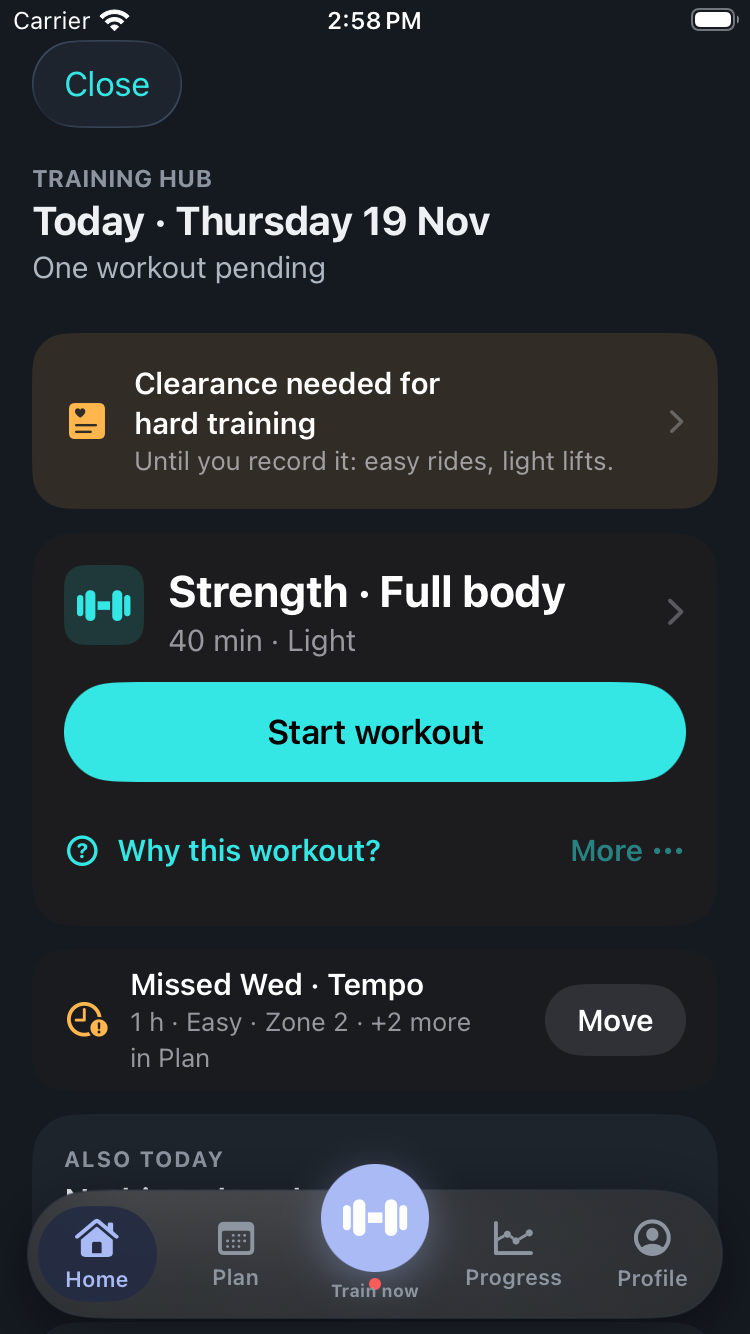 Carrier
2:58 PM
Close
TRAINING HUB
Today · Thursday 19 Nov
One workout pending
Clearance needed for
hard training
Until you record it: easy rides, light lifts.
Strength · Full body
40 min · Light
Start workout
Why this workout?
More
Missed Wed · Tempo
1 h · Easy · Zone 2 · +2 more
in Plan
Move
ALSO TODAY
Home
Plan
Train now
Progress
Profile